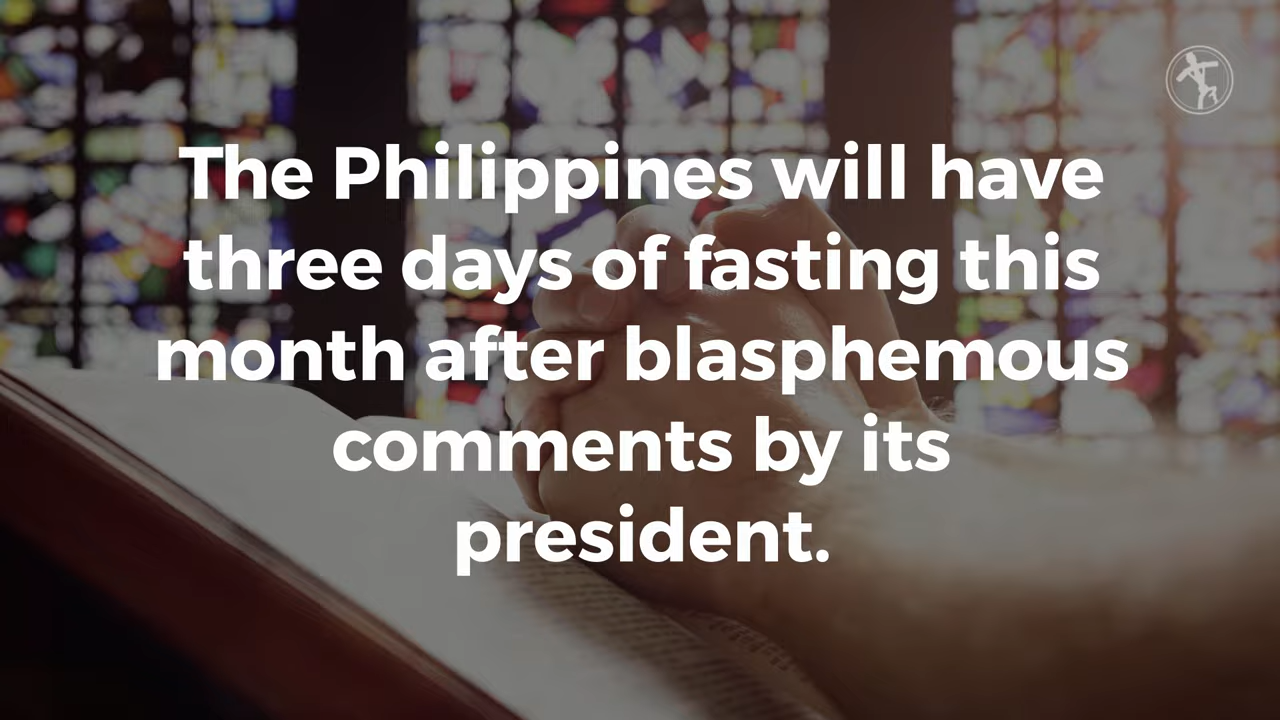 The Philippines will have
three days of fasting this
month after blasphemous
comments by its
president.